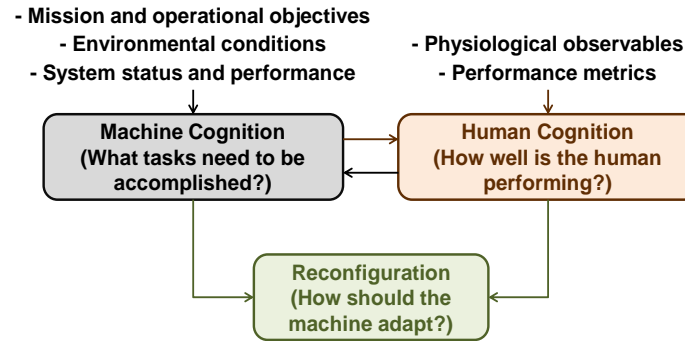 - Mission and operational objectives
- Environmental conditions
- System status and performance
- Physiological observables
- Performance metrics
Machine Cognition
(What tasks need to be
accomplished?)
Human Cognition
(How well is the human
performing?)
Reconfiguration
(How should the
machine adapt?)